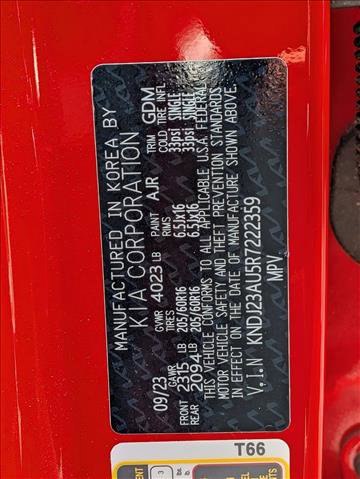 MANUFACTURED IN KOREA BY
KIA CORPORATION
09/23 GVWR 4023 LB PAINT AJR TRIM GDM
GAWR TIRES RIMS COLD TIRE INFL.
FRONT 2315 LB 205/60R16 6.5Jx16 33psi SINGLE
REAR 2094 LB 205/60R16 6.5Jx16 33psi SINGLE
THIS VEHICLE CONFORMS TO ALL APPLICABLE U.S.A FEDERAL
MOTOR VEHICLE SAFETY AND THEFT PREVENTION STANDARDS
IN EFFECT ON THE DATE OF MANUFACTURE SHOWN ABOVE.
V.I.N KNDJ23AU5R7222359
MPV
T66
3